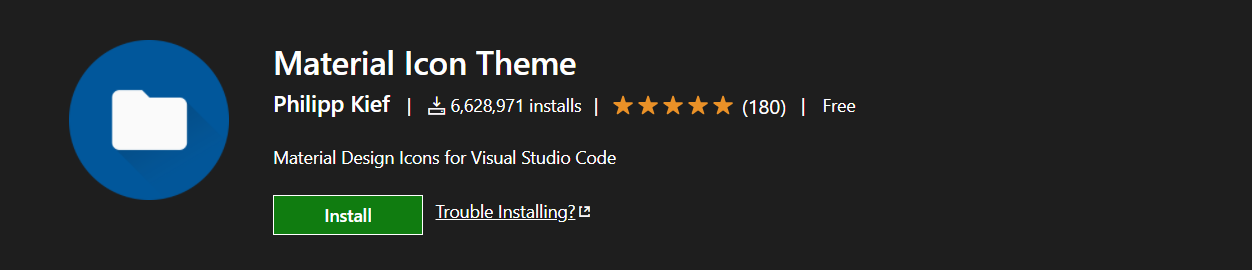 Material Icon Theme
Philipp Kief | 6,628,971 installs | (180) | Free
Material Design Icons for Visual Studio Code
Install Trouble Installing?